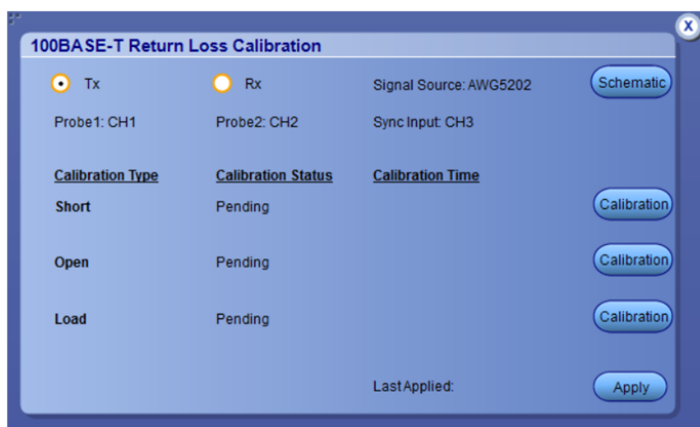 100BASE-T Return Loss Calibration
Tx Rx Signal Source: AWG5202 Schematic
Probe1: CH1 Probe2: CH2 Sync Input: CH3
Calibration Type Calibration Status Calibration Time
Short Pending Calibration
Open Pending Calibration
Load Pending Calibration
Last Applied: Apply